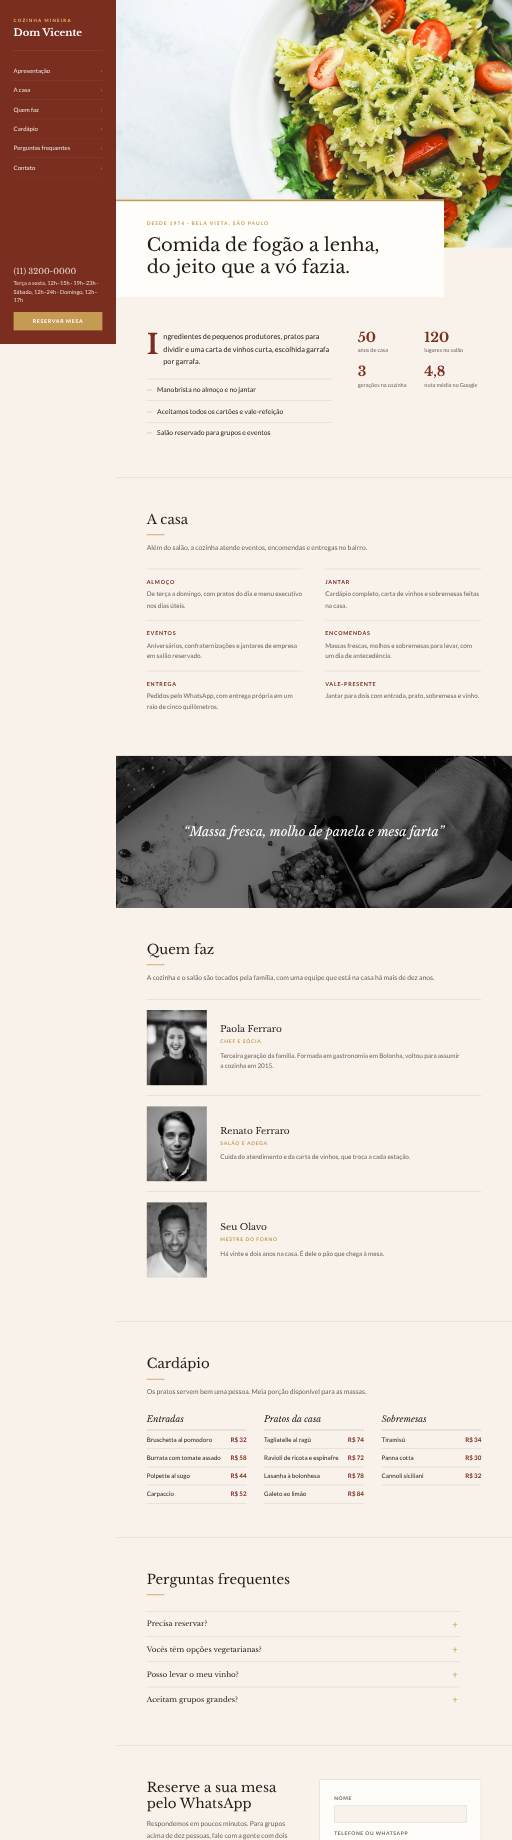 COZINHA MINEIRA
Dom Vicente
Apresentação
A casa
Quem faz
Cardápio
Perguntas frequentes
Contato
(11) 3200-0000
Terça a sexta, 12h–15h · 19h–23h ·
Sábado, 12h–24h · Domingo, 12h–
17h
RESERVAR MESA
DESDE 1974 · BELA VISTA, SÃO PAULO
Comida de fogão a lenha,
do jeito que a vó fazia.
Ingredientes de pequenos produtores, pratos para
dividir e uma carta de vinhos curta, escolhida garrafa
por garrafa.
— Manobrista no almoço e no jantar
— Aceitamos todos os cartões e vale-refeição
— Salão reservado para grupos e eventos
50
anos de casa
120
lugares no salão
3
gerações na cozinha
4,8
nota média no Google
A casa
Além do salão, a cozinha atende eventos, encomendas e entregas no bairro.
ALMOÇO
De terça a domingo, com pratos do dia e menu executivo
nos dias úteis.
JANTAR
Cardápio completo, carta de vinhos e sobremesas feitas
na casa.
EVENTOS
Aniversários, confraternizações e jantares de empresa
em salão reservado.
ENCOMENDAS
Massas frescas, molhos e sobremesas para levar, com
um dia de antecedência.
ENTREGA
Pedidos pelo WhatsApp, com entrega própria em um
raio de cinco quilômetros.
VALE-PRESENTE
Jantar para dois com entrada, prato, sobremesa e vinho.
“Massa fresca, molho de panela e mesa farta”
Quem faz
A cozinha e o salão são tocados pela família, com uma equipe que está na casa há mais de dez anos.
Paola Ferraro
CHEF E SÓCIA
Terceira geração da família. Formada em gastronomia em Bolonha, voltou para assumir
a cozinha em 2015.
Renato Ferraro
SALÃO E ADEGA
Cuida do atendimento e da carta de vinhos, que troca a cada estação.
Seu Olavo
MESTRE DO FORNO
Há vinte e dois anos na casa. É dele o pão que chega à mesa.
Cardápio
Os pratos servem bem uma pessoa. Meia porção disponível para as massas.
Entradas
Bruschetta al pomodoro R$ 32
Burrata com tomate assado R$ 58
Polpette al sugo R$ 44
Carpaccio R$ 52
Pratos da casa
Tagliatelle al ragù R$ 74
Ravioli de ricota e espinafre R$ 72
Lasanha à bolonhesa R$ 78
Galeto ao limão R$ 84
Sobremesas
Tiramisù R$ 34
Panna cotta R$ 30
Cannoli siciliani R$ 32
Perguntas frequentes
Precisa reservar? +
Vocês têm opções vegetarianas? +
Posso levar o meu vinho? +
Aceitam grupos grandes? +
Reserve a sua mesa
pelo WhatsApp
Respondemos em poucos minutos. Para grupos
acima de dez pessoas, fale com a gente com dois
NOME
TELEFONE OU WHATSAPP